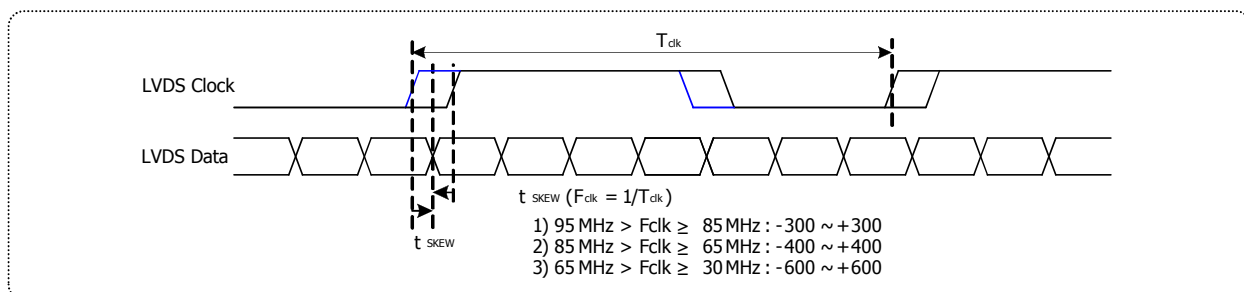 Tclk
LVDS Clock
LVDS Data
t SKEW (Fclk = 1/Tclk)
1) 95 MHz > Fclk ≥ 85 MHz : -300 ~ +300
t SKEW
2) 85 MHz > Fclk ≥ 65 MHz : -400 ~ +400
3) 65 MHz > Fclk ≥ 30 MHz : -600 ~ +600